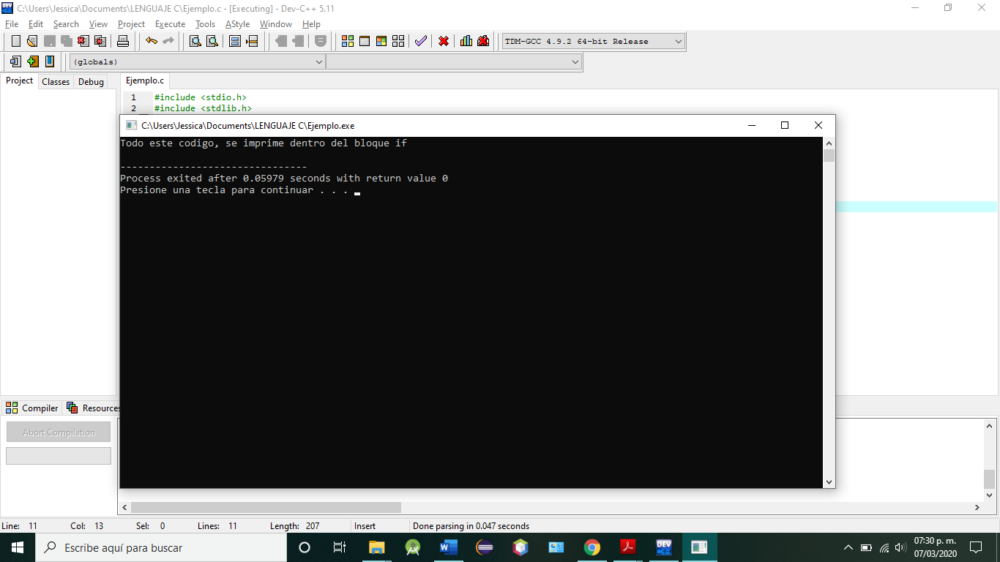 C:\Users\Jessica\Documents\LENGUAJE C\Ejemplo.c - [Executing] - Dev-C++ 5.11
File Edit Search View Project Execute Tools AStyle Window Help
TDM-GCC 4.9.2 64-bit Release
(globals)
Project Classes Debug
Ejemplo.c
1 #include <stdio.h>
2 #include <stdlib.h>
C:\Users\Jessica\Documents\LENGUAJE C\Ejemplo.exe
Todo este codigo, se imprime dentro del bloque if
--------------------------------
Process exited after 0.05979 seconds with return value 0
Presione una tecla para continuar . . .
Compiler Resources
Abort Compilation
Line: 11 Col: 13 Sel: 0 Lines: 11 Length: 207 Insert Done parsing in 0.047 seconds
Escribe aquí para buscar
07:30 p. m.
07/03/2020